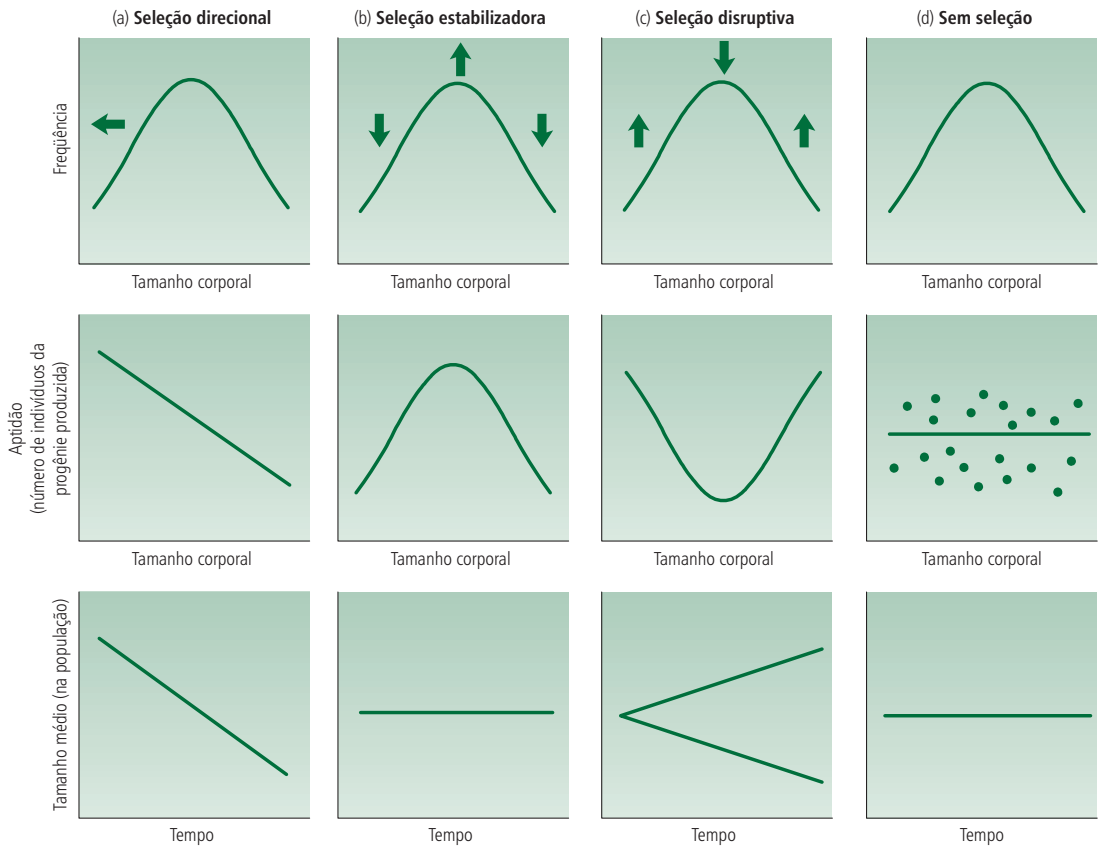 (a) Seleção direcional
(b) Seleção estabilizadora
(c) Seleção disruptiva
(d) Sem seleção
Freqüência
Tamanho corporal
Tamanho corporal
Tamanho corporal
Tamanho corporal
Aptidão
(número de indivíduos da
progênie produzida)
Tamanho corporal
Tamanho corporal
Tamanho corporal
Tamanho corporal
Tamanho médio (na população)
Tempo
Tempo
Tempo
Tempo